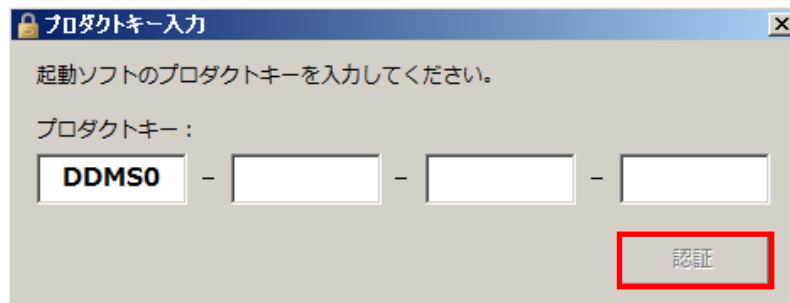 プロダクトキー入力
起動ソフトのプロダクトキーを入力してください。
プロダクトキー：
DDMS0 - - -
認証